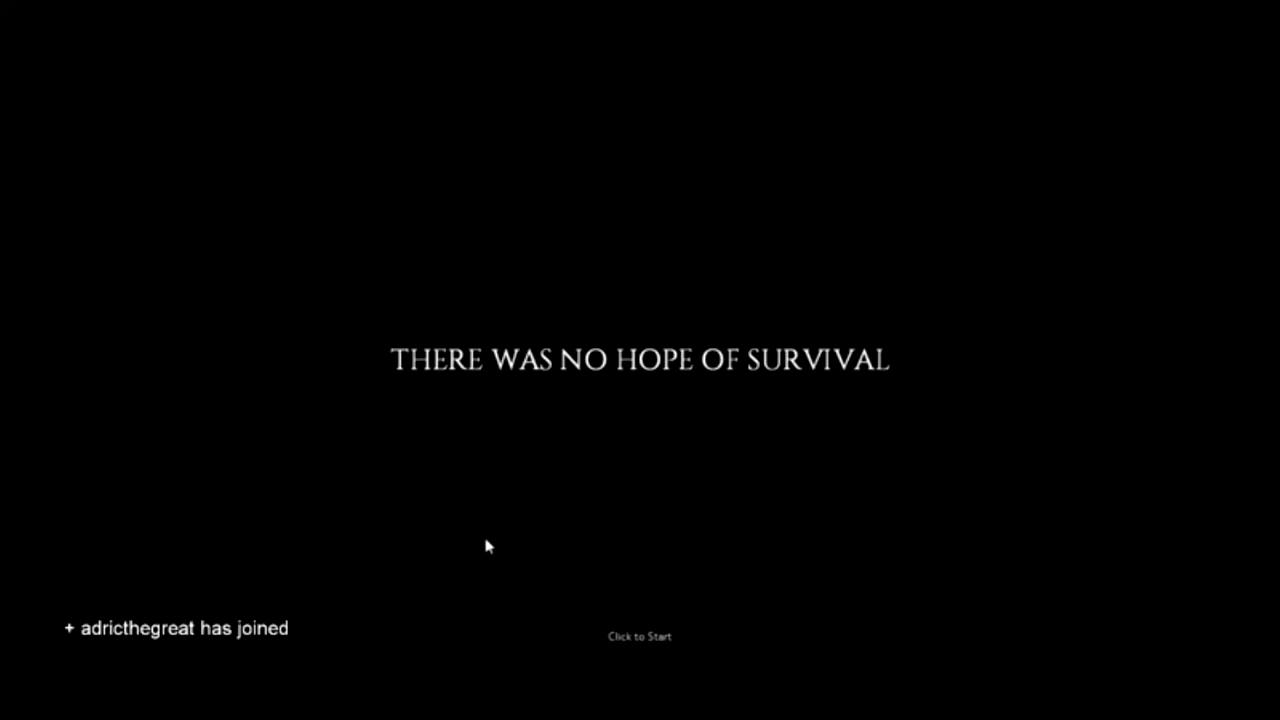 THERE WAS NO HOPE OF SURVIVAL
+ adricthegreat has joined
Click to Start